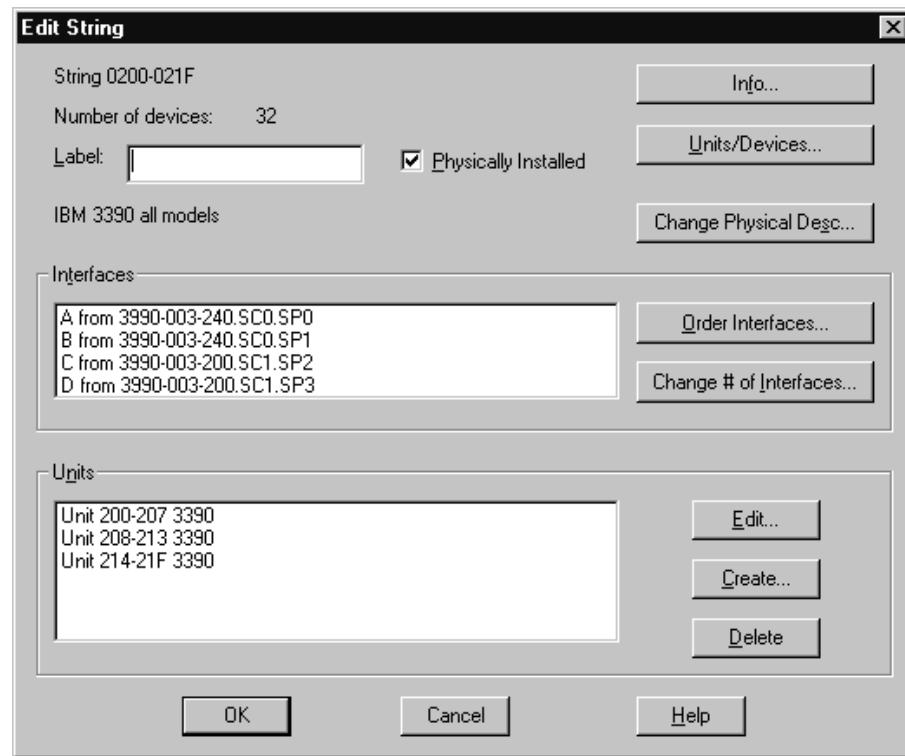 Edit String
String 0200-021F
Info...
Number of devices: 32
Units/Devices...
Label:
Physically Installed
IBM 3390 all models
Change Physical Desc...
Interfaces
A from 3990-003-240.SC0.SP0
B from 3990-003-240.SC0.SP1
C from 3990-003-200.SC1.SP2
D from 3990-003-200.SC1.SP3
Order Interfaces...
Change # of Interfaces...
Units
Unit 200-207 3390
Unit 208-213 3390
Unit 214-21F 3390
Edit...
Create...
Delete
OK
Cancel
Help